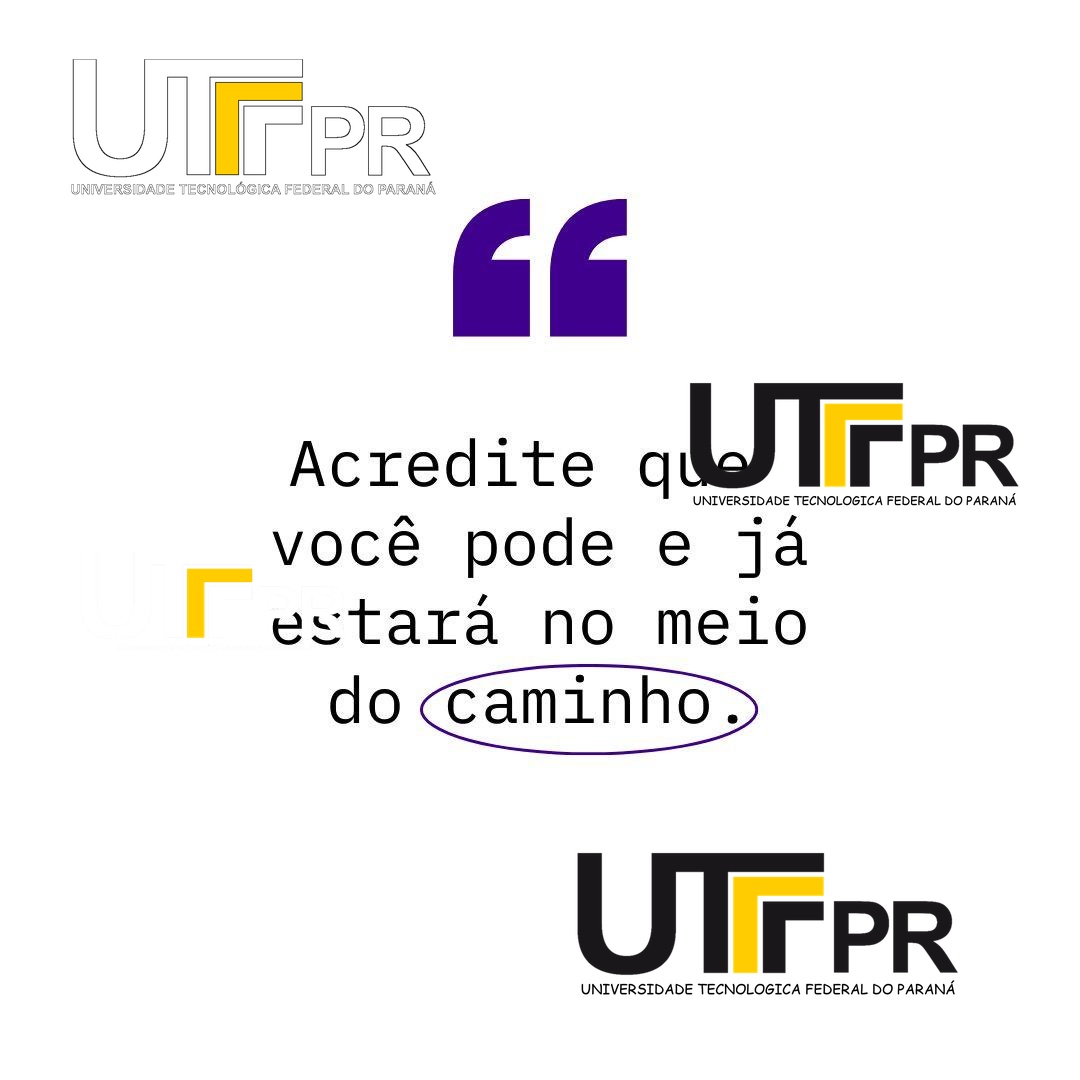 UTFPR
UNIVERSIDADE TECNOLÓGICA FEDERAL DO PARANÁ
“
UTFPR
UNIVERSIDADE TECNOLOGICA FEDERAL DO PARANÁ
Acredite que
você pode e já
estará no meio
do caminho.
UTFPR
UNIVERSIDADE TECNOLOGICA FEDERAL DO PARANÁ